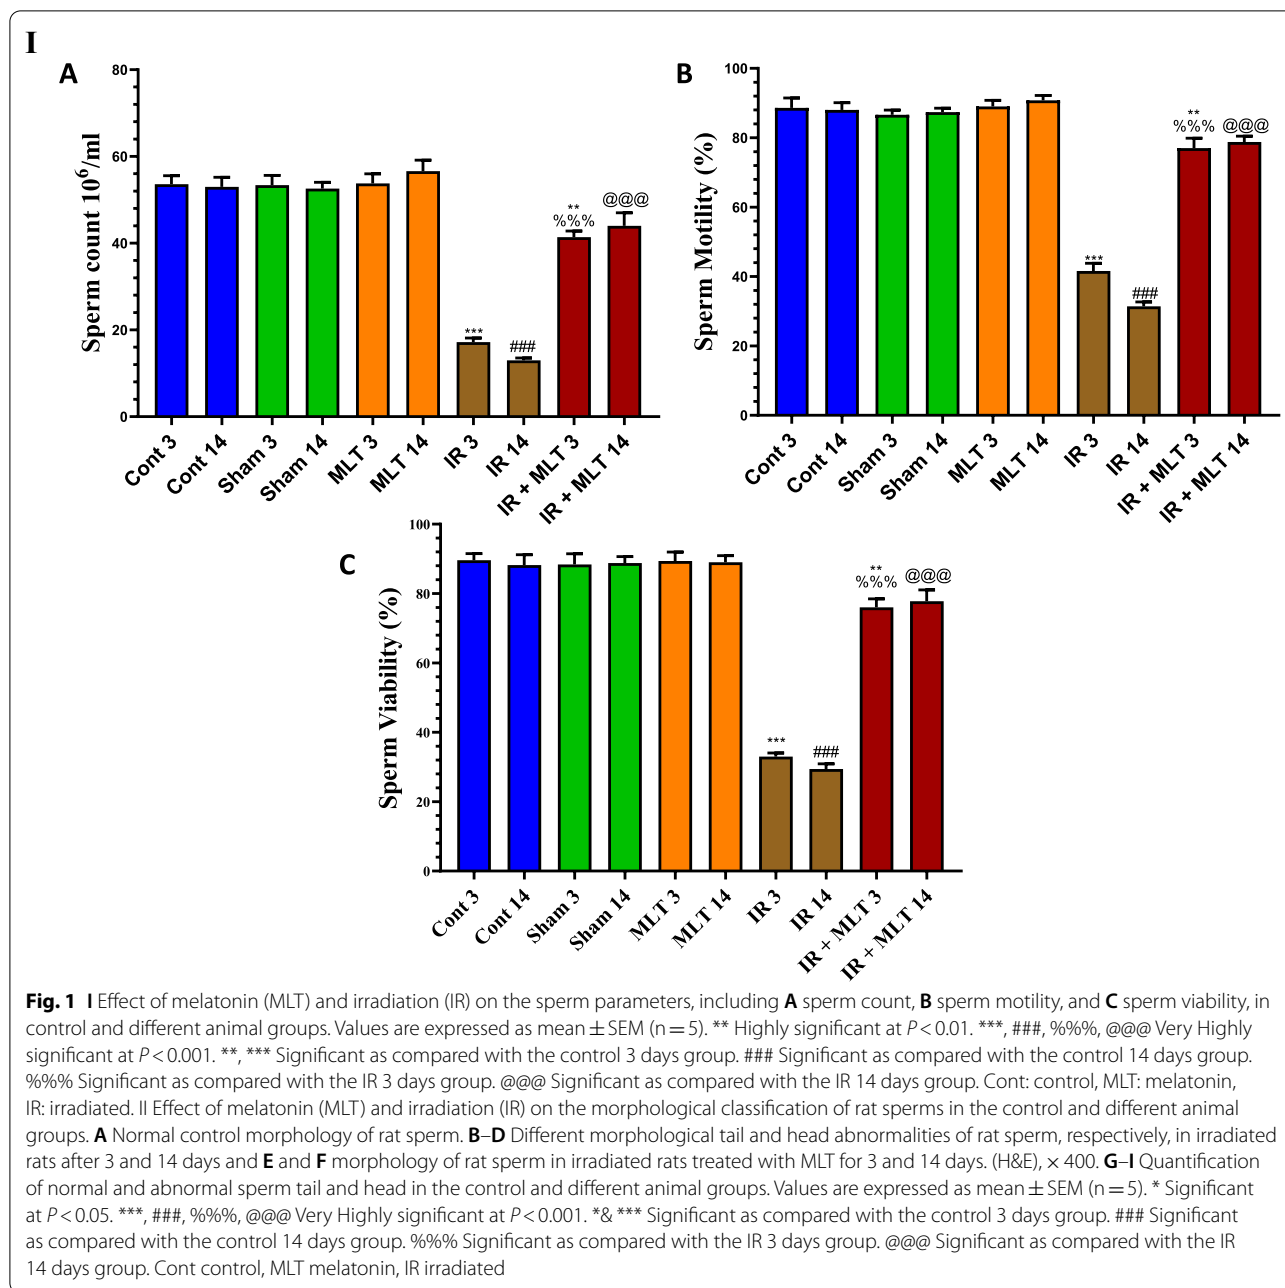 I
A
80
60
40
20
0
Sperm count 10⁶/ml
***
###
**
%%%
@@@
Cont 3
Cont 14
Sham 3
Sham 14
MLT 3
MLT 14
IR 3
IR 14
IR + MLT 3
IR + MLT 14
B
100
80
60
40
20
0
Sperm Motility (%)
***
###
**
%%%
@@@
Cont 3
Cont 14
Sham 3
Sham 14
MLT 3
MLT 14
IR 3
IR 14
IR + MLT 3
IR + MLT 14
C
100
80
60
40
20
0
Sperm Viability (%)
***
###
**
%%%
@@@
Cont 3
Cont 14
Sham 3
Sham 14
MLT 3
MLT 14
IR 3
IR 14
IR + MLT 3
IR + MLT 14
Fig. 1 I Effect of melatonin (MLT) and irradiation (IR) on the sperm parameters, including A sperm count, B sperm motility, and C sperm viability, in
control and different animal groups. Values are expressed as mean ± SEM (n = 5). ** Highly significant at P < 0.01. ***, ###, %%%, @@@ Very Highly
significant at P < 0.001. **, *** Significant as compared with the control 3 days group. ### Significant as compared with the control 14 days group.
%%% Significant as compared with the IR 3 days group. @@@ Significant as compared with the IR 14 days group. Cont: control, MLT: melatonin,
IR: irradiated. II Effect of melatonin (MLT) and irradiation (IR) on the morphological classification of rat sperms in the control and different animal
groups. A Normal control morphology of rat sperm. B–D Different morphological tail and head abnormalities of rat sperm, respectively, in irradiated
rats after 3 and 14 days and E and F morphology of rat sperm in irradiated rats treated with MLT for 3 and 14 days. (H&E), × 400. G–I Quantification
of normal and abnormal sperm tail and head in the control and different animal groups. Values are expressed as mean ± SEM (n = 5). * Significant
at P < 0.05. ***, ###, %%%, @@@ Very Highly significant at P < 0.001. *& *** Significant as compared with the control 3 days group. ### Significant
as compared with the control 14 days group. %%% Significant as compared with the IR 3 days group. @@@ Significant as compared with the IR
14 days group. Cont control, MLT melatonin, IR irradiated